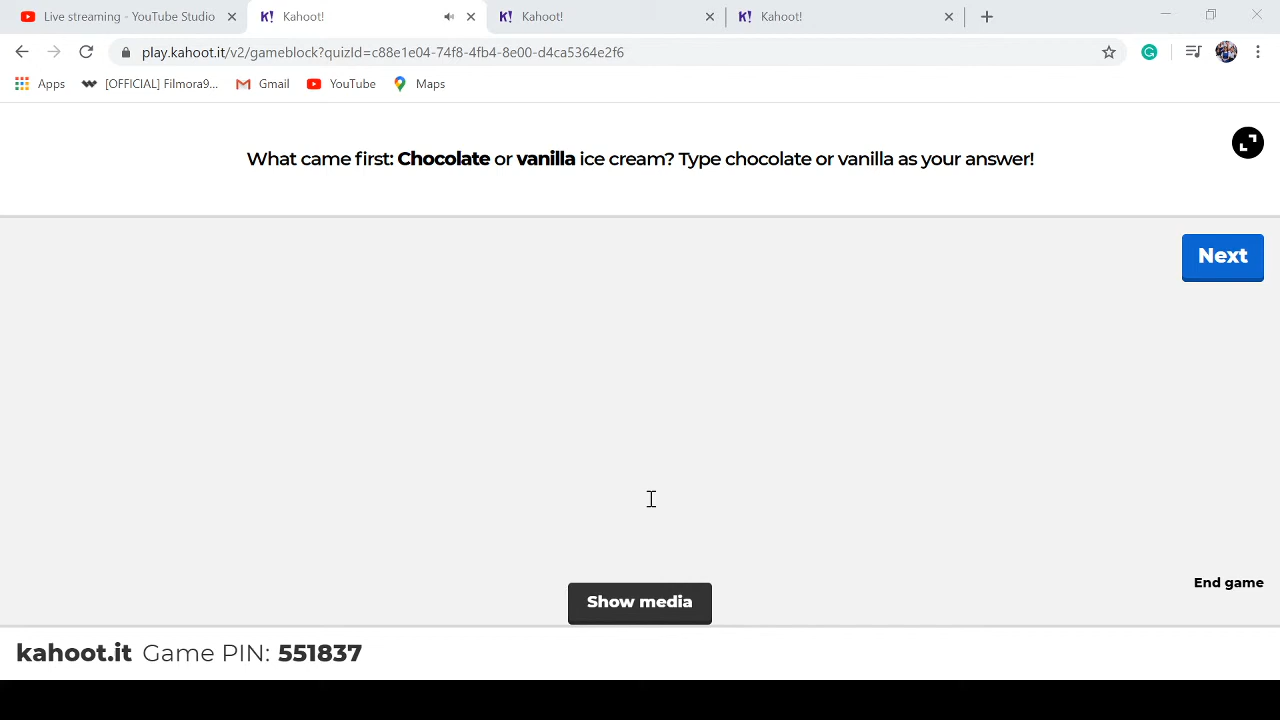 Live streaming - YouTube Studio
K! Kahoot!
K! Kahoot!
K! Kahoot!
play.kahoot.it/v2/gameblock?quizId=c88e1e04-74f8-4fb4-8e00-d4ca5364e2f6
Apps
[OFFICIAL] Filmora9...
Gmail
YouTube
Maps
What came first: Chocolate or vanilla ice cream? Type chocolate or vanilla as your answer!
Next
End game
Show media
kahoot.it Game PIN: 551837